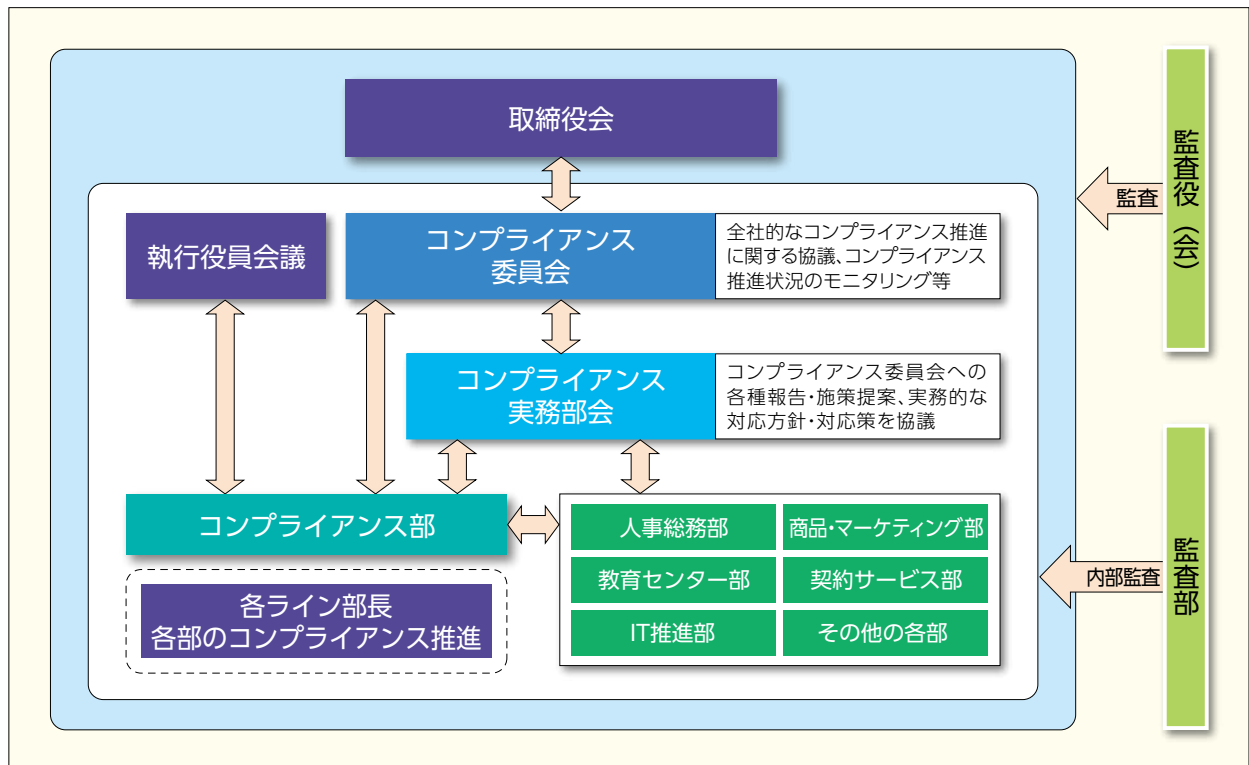 取締役会
執行役員会議
コンプライアンス
委員会
全社的なコンプライアンス推進
に関する協議、コンプライアンス
推進状況のモニタリング等
コンプライアンス
実務部会
コンプライアンス委員会への
各種報告・施策提案、実務的な
対応方針・対応策を協議
コンプライアンス部
各ライン部長
各部のコンプライアンス推進
人事総務部
商品・マーケティング部
教育センター部
契約サービス部
IT推進部
その他の各部
監査
監査役（会）
内部監査
監査部